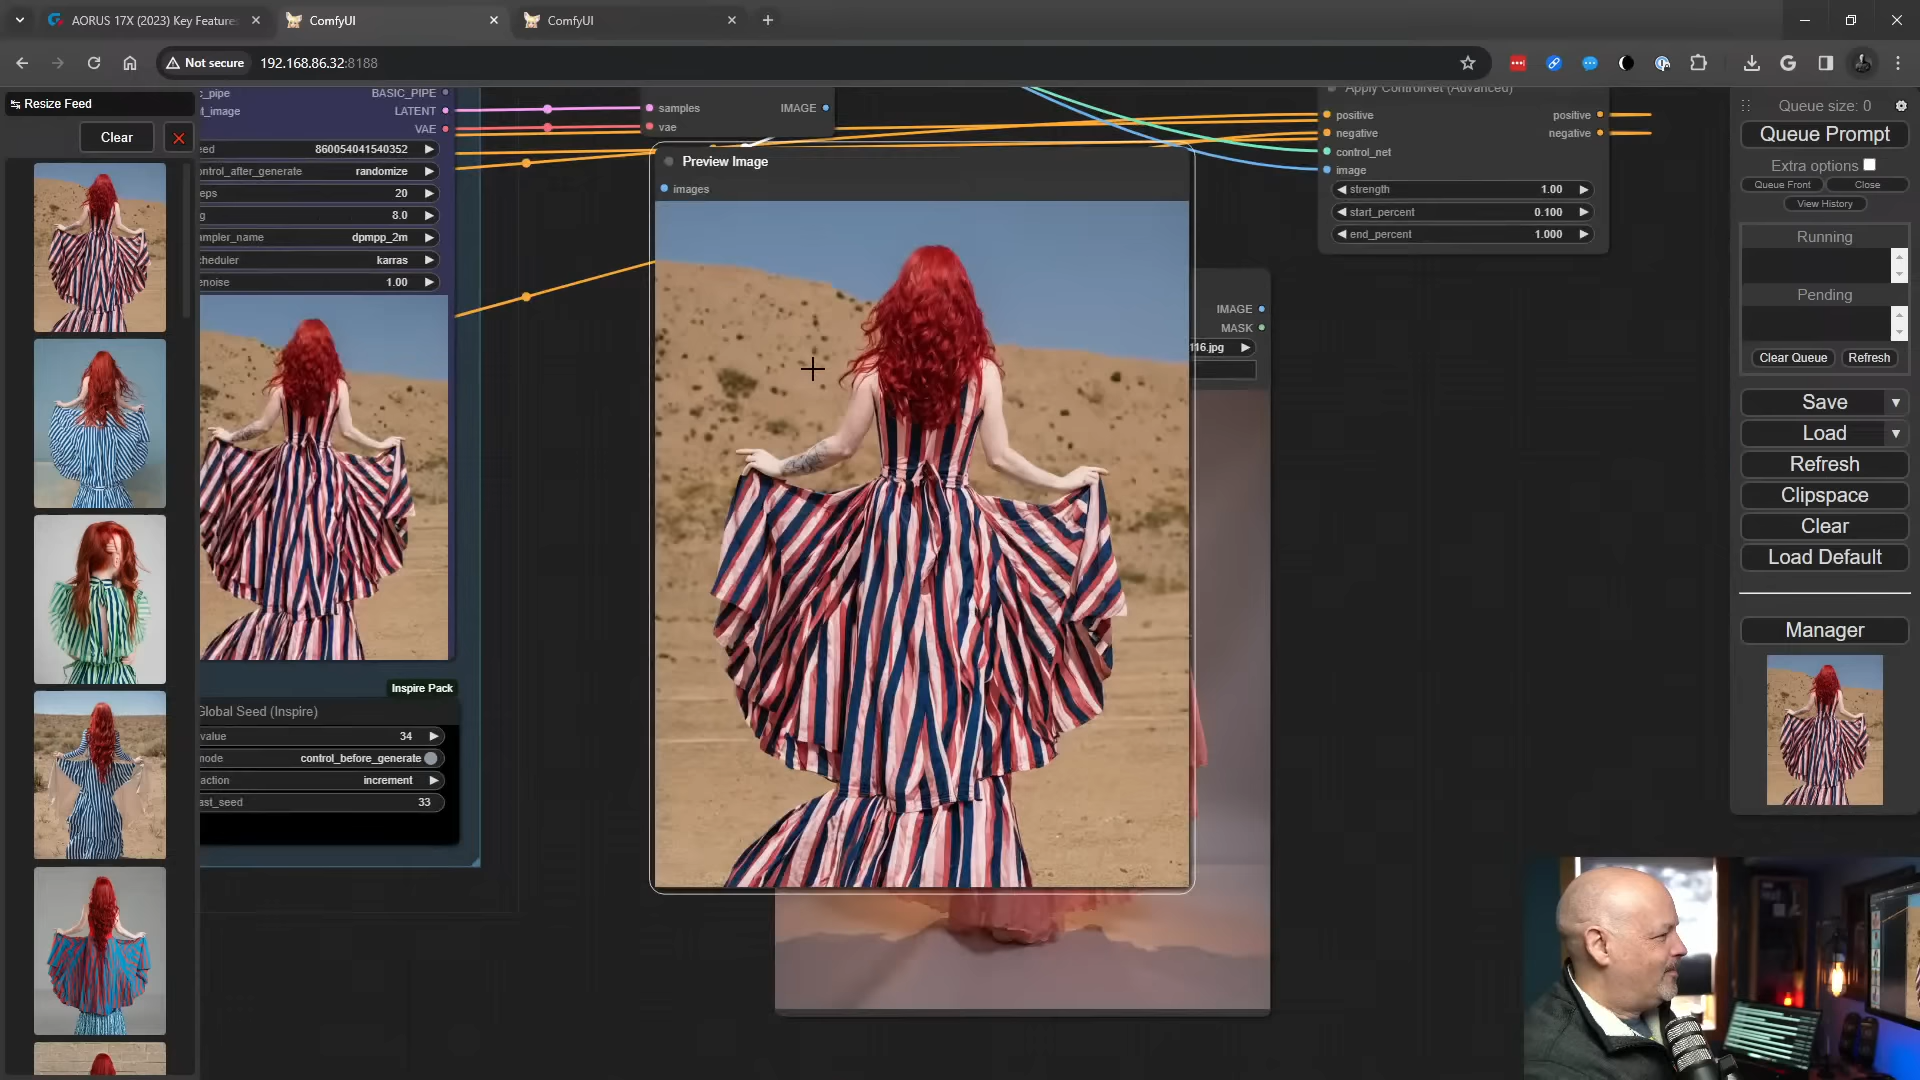 AORUS 17X (2023) Key Feature
ComfyUI
ComfyUI
Not secure
192.168.86.32:8188
Resize Feed
Clear
c_pipe
BASIC_PIPE
t_image
LATENT
VAE
eed
860054041540352
ontrol_after_generate
randomize
eps
20
g
8.0
ampler_name
dpmpp_2m
cheduler
karras
enoise
1.00
Inspire Pack
Global Seed (Inspire)
value
34
mode
control_before_generate
action
increment
ast_seed
33
samples
IMAGE
vae
Preview Image
images
IMAGE
MASK
116.jpg
Apply ControlNet (Advanced)
positive
positive
negative
negative
control_net
image
strength
1.00
start_percent
0.100
end_percent
1.000
Queue size: 0
Queue Prompt
Extra options
Queue Front
Close
View History
Running
Pending
Clear Queue
Refresh
Save
Load
Refresh
Clipspace
Clear
Load Default
Manager